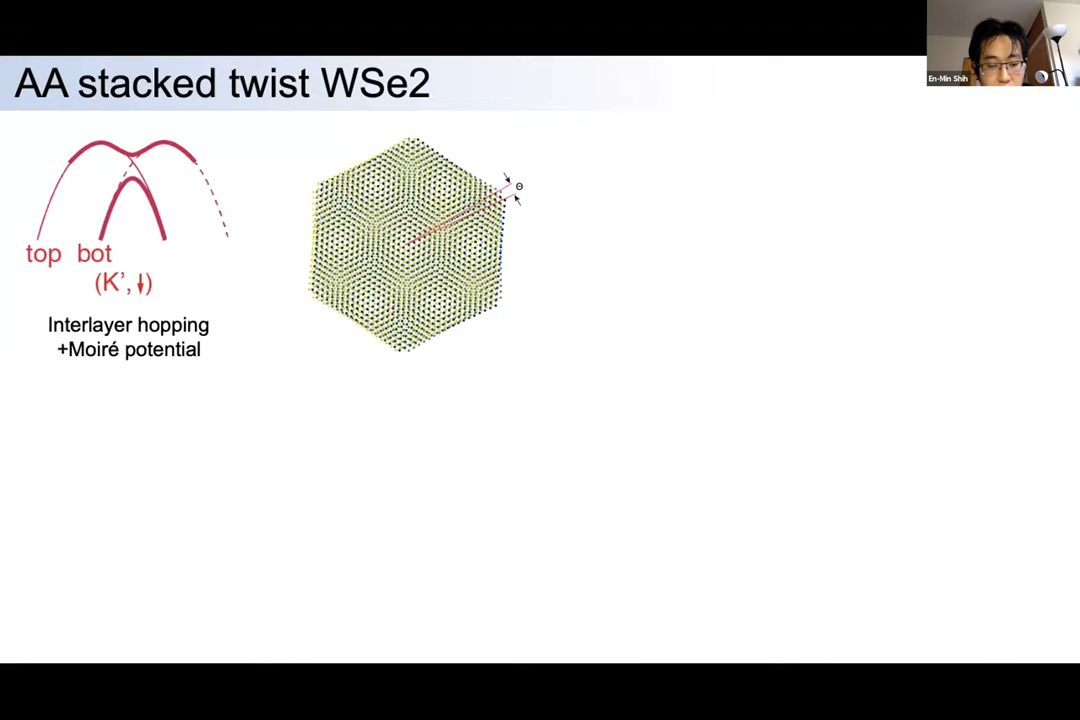 En-Min Shih
AA stacked twist WSe2
Θ
top bot
(K’,↓)
Interlayer hopping
+Moiré potential